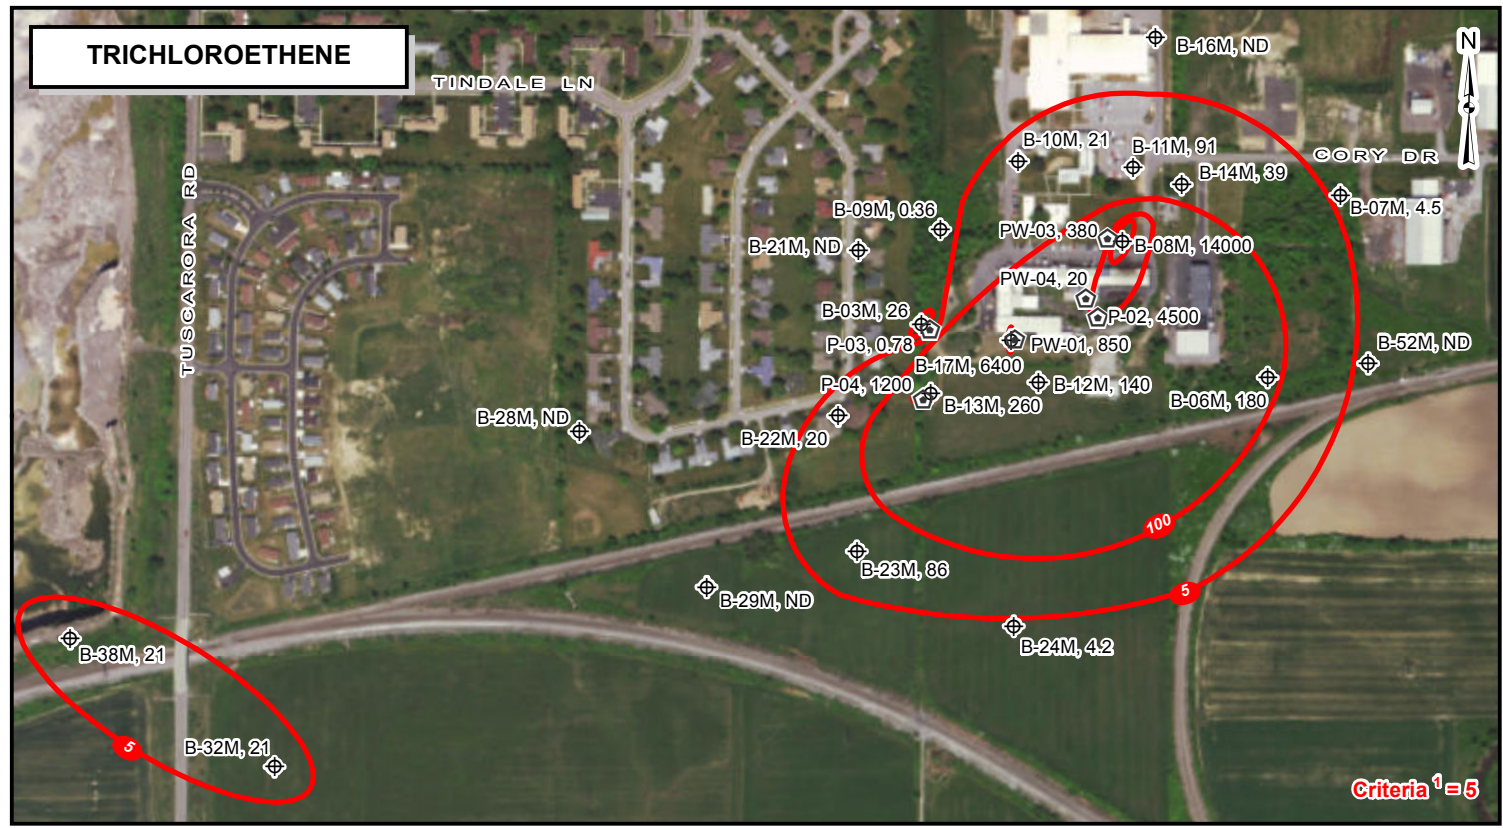 TRICHLOROETHENE
N
B-16M, ND
TINDALE LN
B-10M, 21
B-11M, 91
CORY DR
B-14M, 39
TUSCARORA RD
B-07M, 4.5
B-09M, 0.36
PW-03, 380
B-21M, ND
B-08M, 14000
PW-04, 20
B-03M, 26
P-02, 4500
P-03, 0.78
PW-01, 850
B-52M, ND
B-17M, 6400
P-04, 1200
B-12M, 140
B-13M, 260
B-06M, 180
B-28M, ND
B-22M, 20
100
B-23M, 86
5
B-29M, ND
B-24M, 4.2
B-38M, 21
5
B-32M, 21
Criteria 1 = 5